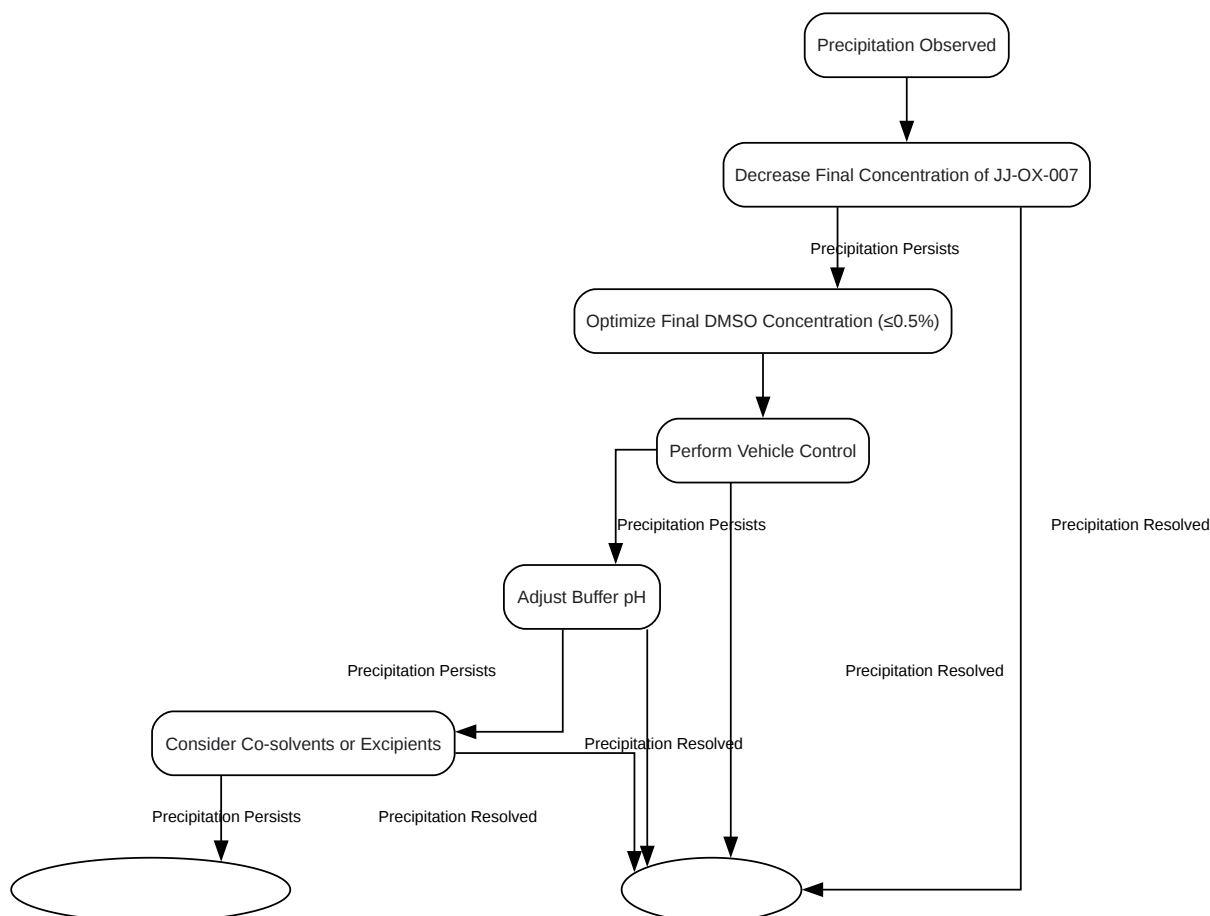 Precipitation Observed
Decrease Final Concentration of JJ-OX-007
Precipitation Persists
Optimize Final DMSO Concentration (≤0.5%)
Perform Vehicle Control
Precipitation Persists
Precipitation Resolved
Adjust Buffer pH
Precipitation Persists
Precipitation Resolved
Consider Co-solvents or Excipients
Precipitation Resolved
Precipitation Persists
Precipitation Resolved